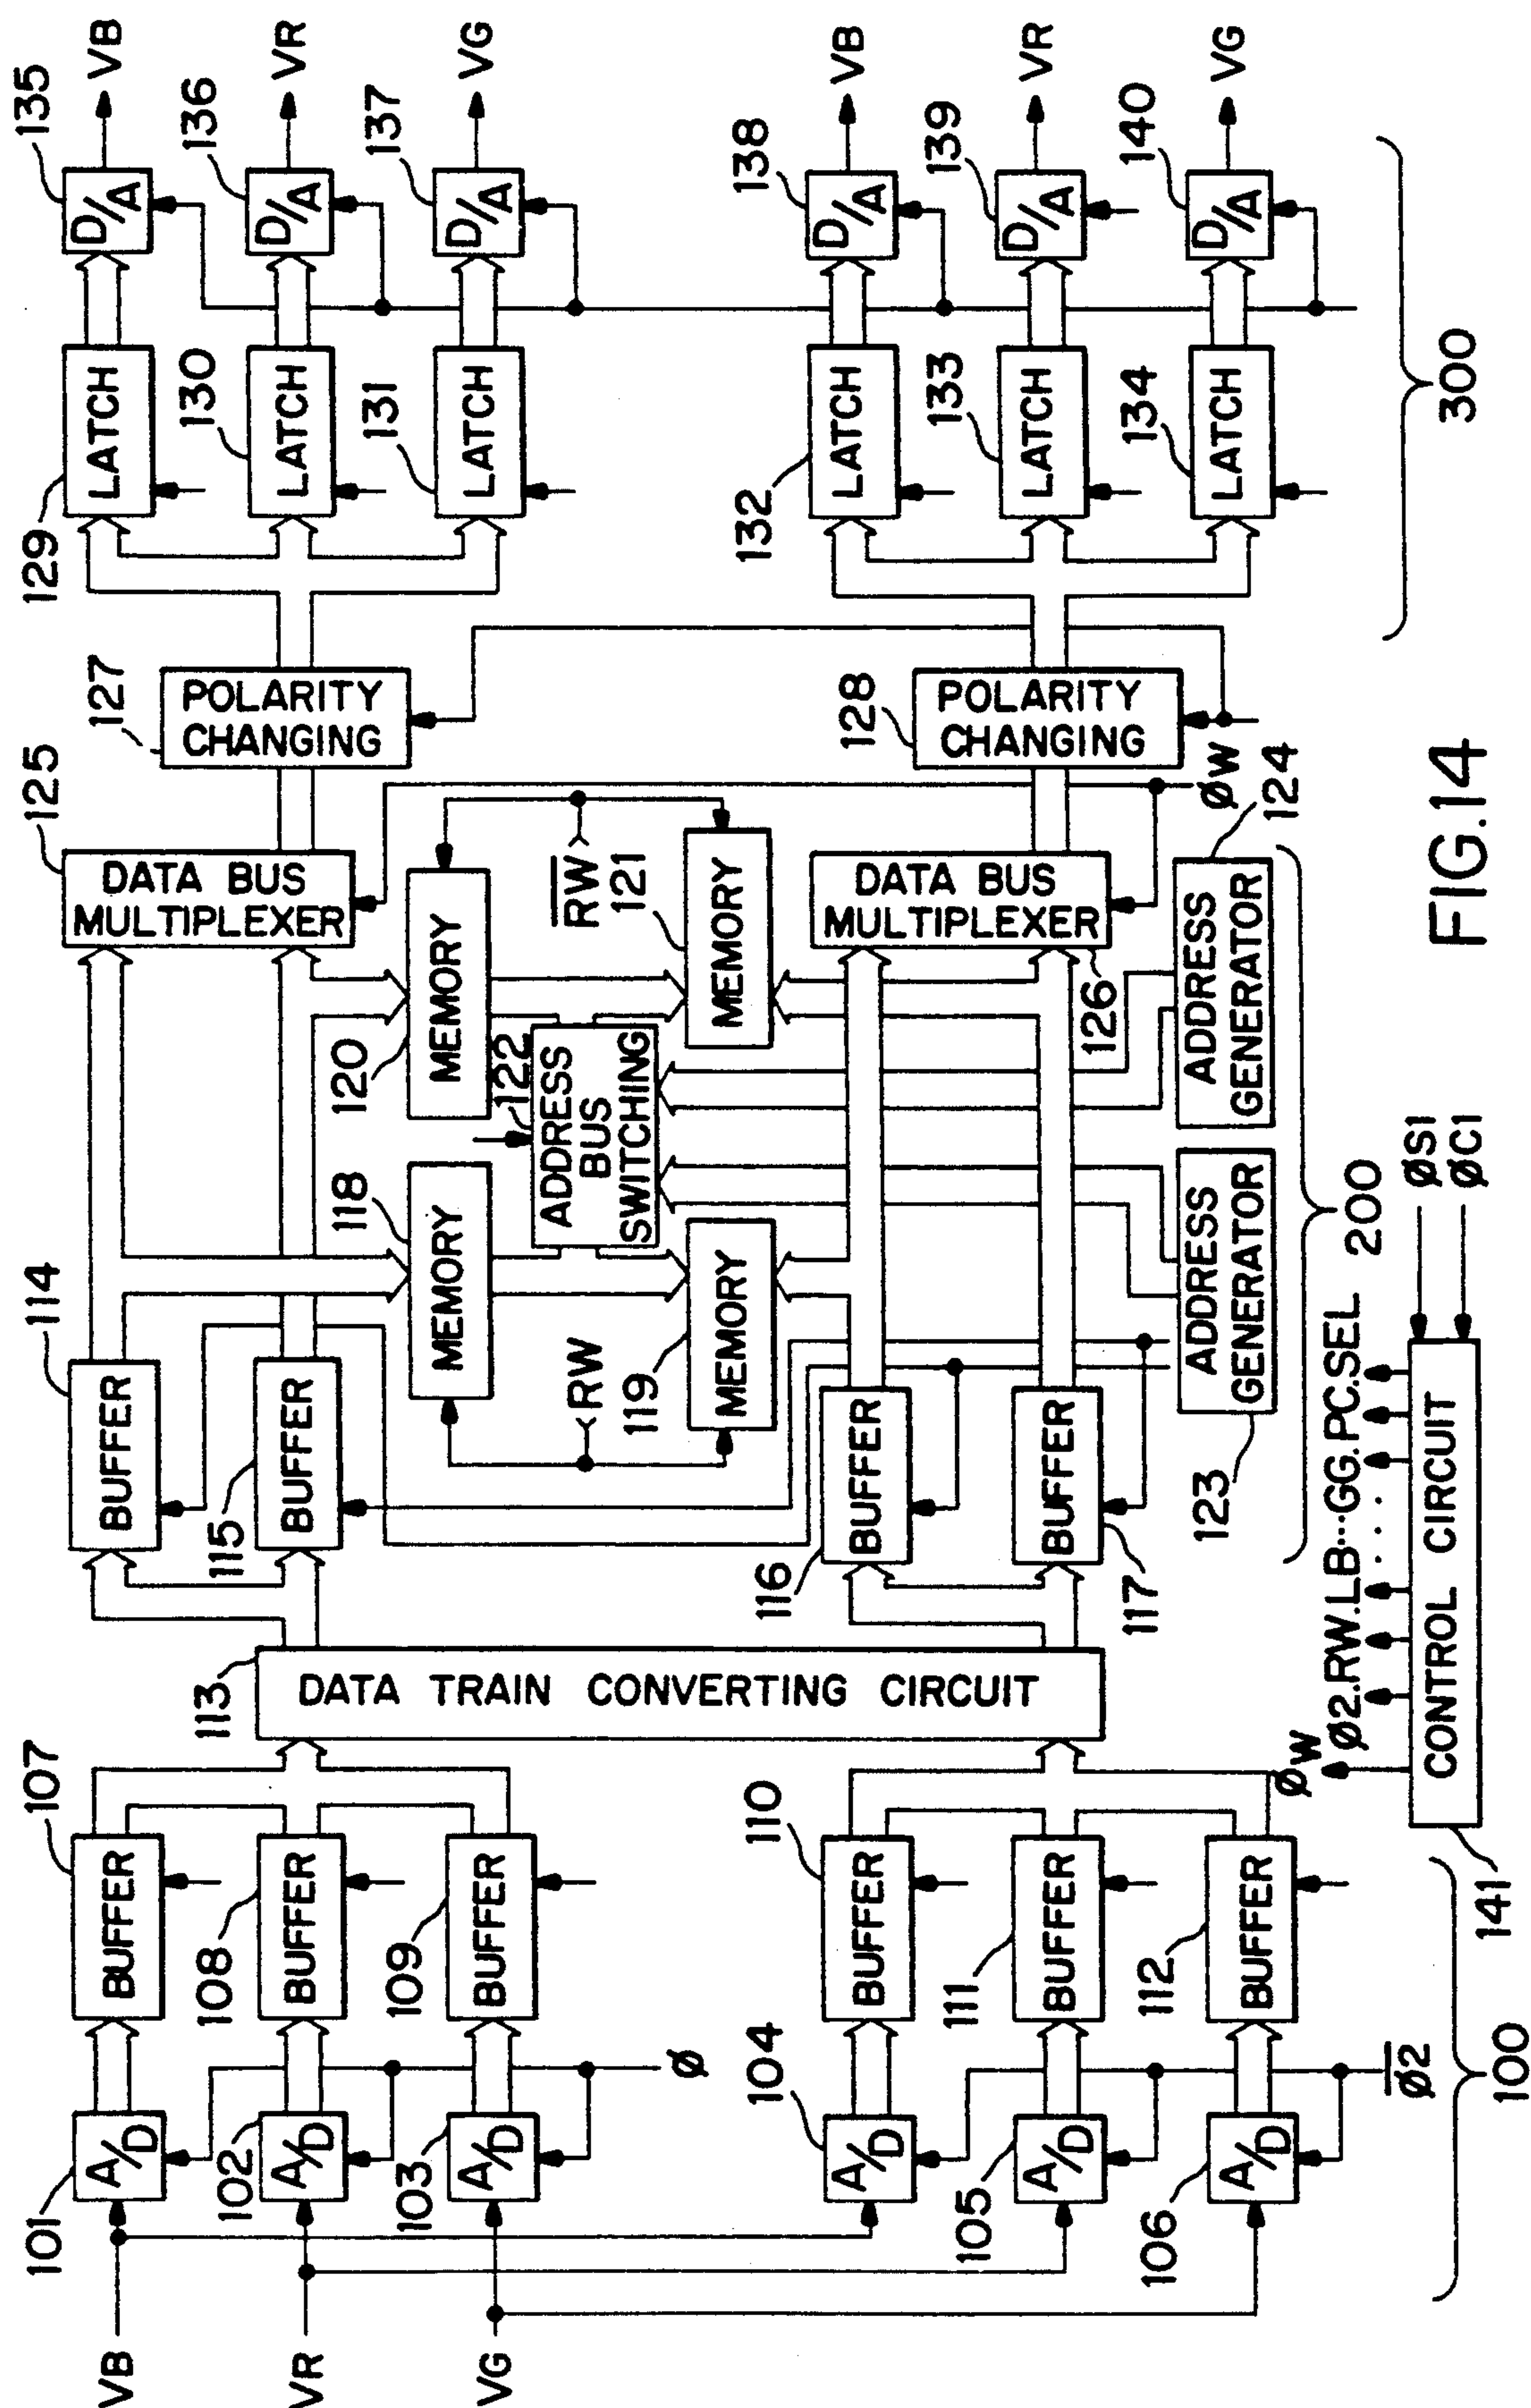 VB
VR
VG
101
A/D
102
A/D
103
A/D
Ø
104
A/D
105
A/D
106
A/D
Ø2
100
107
BUFFER
108
BUFFER
109
BUFFER
110
BUFFER
111
BUFFER
112
BUFFER
113
DATA TRAIN CONVERTING CIRCUIT
114
BUFFER
115
BUFFER
116
BUFFER
117
BUFFER
118
MEMORY
RW
119
MEMORY
120
MEMORY
RW
121
MEMORY
122
ADDRESS
BUS
SWITCHING
123
ADDRESS
GENERATOR
124
ADDRESS
GENERATOR
200
125
DATA BUS
MULTIPLEXER
126
DATA BUS
MULTIPLEXER
ØW
127
POLARITY
CHANGING
128
POLARITY
CHANGING
129
LATCH
130
LATCH
131
LATCH
132
LATCH
133
LATCH
134
LATCH
135
D/A
VB
136
D/A
VR
137
D/A
VG
138
D/A
VB
139
D/A
VR
140
D/A
VG
300
ØW
Ø2.RW.LB···GG.PC.SEL
CONTROL CIRCUIT
141
ØS1
ØC1
FIG.14